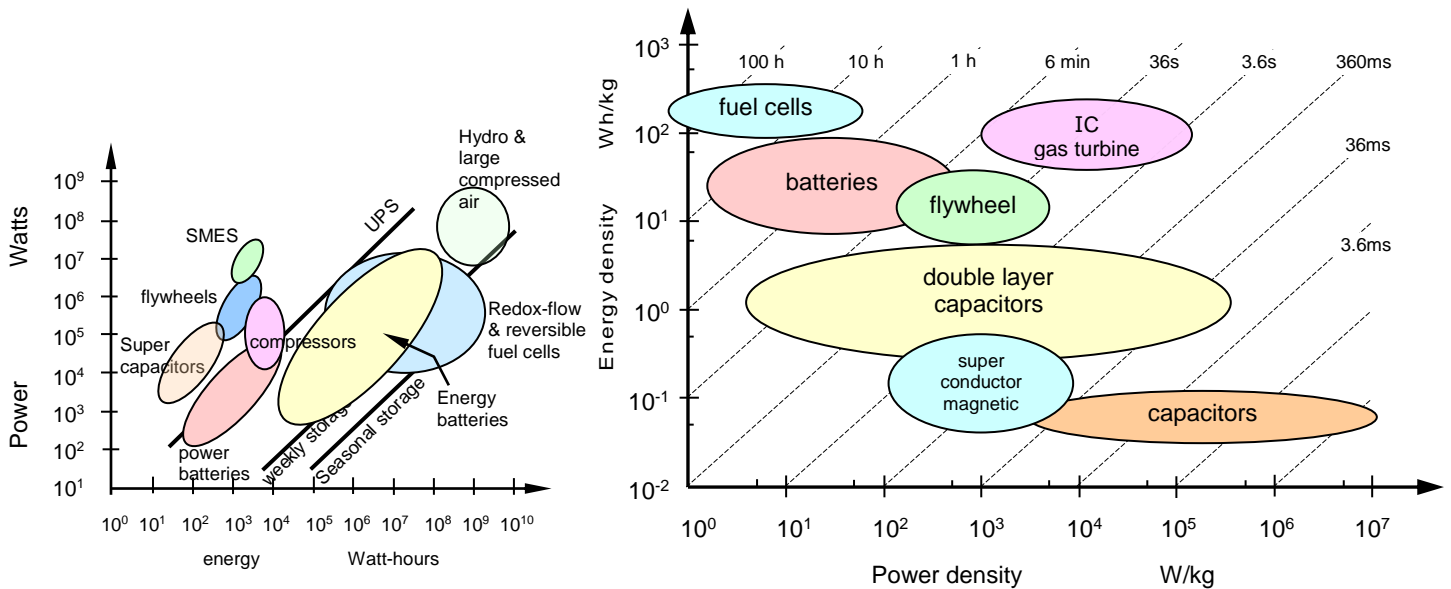 Hydro &
large
compressed
air
10⁹
10⁸
10⁷
10⁶
10⁵
10⁴
10³
10²
10¹
Watts
Power
UPS
SMES
flywheels
Super
capacitors
compressors
Redox-flow
& reversible
fuel cells
Energy
batteries
power
batteries
weekly storage
Seasonal storage
10⁰ 10¹ 10² 10³ 10⁴ 10⁵ 10⁶ 10⁷ 10⁸ 10⁹ 10¹⁰
energy Watt-hours
10³
10²
10¹
10⁰
10⁻¹
10⁻²
Wh/kg
Energy density
100 h 10 h 1 h 6 min 36s 3.6s 360ms
36ms
3.6ms
fuel cells
IC
gas turbine
batteries
flywheel
double layer
capacitors
super
conductor
magnetic
capacitors
10⁰ 10¹ 10² 10³ 10⁴ 10⁵ 10⁶ 10⁷
Power density W/kg